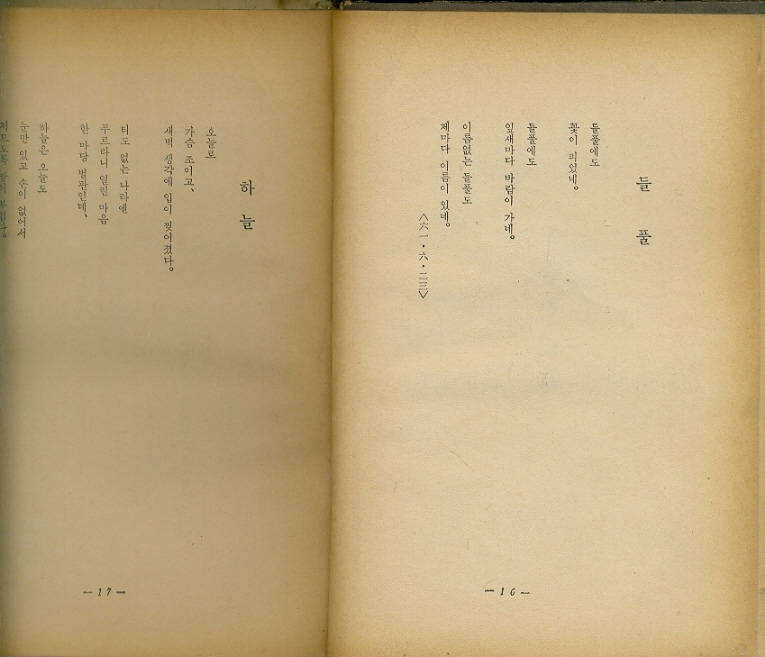 들 풀
들풀에도
꽃이 피었네。
들풀에도
잎새마다 바람이 가네。
이름없는 들풀도
제마다 이름이 있네。
〈六一・六・二三〉
— 16 —
하 늘
오늘로
가슴 조이고、
새벽 생각에 입이 찢어졌다。
티도 없는 나라에
푸르라니 열린 마음
한 마당 벌판인데、
하늘은 오늘도
눈만 있고 손이 없어서
— 17 —